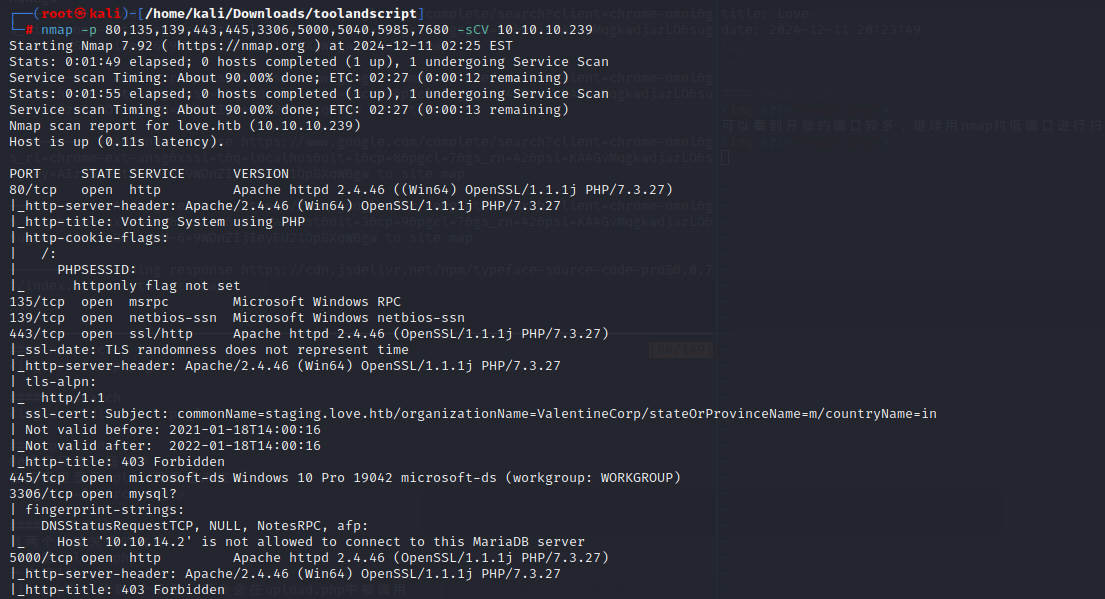 ┌──(root㉿kali)-[/home/kali/Downloads/toolandscript]
└─# nmap -p 80,135,139,443,445,3306,5000,5040,5985,7680 -sCV 10.10.10.239
Starting Nmap 7.92 ( https://nmap.org ) at 2024-12-11 02:25 EST
Stats: 0:01:49 elapsed; 0 hosts completed (1 up), 1 undergoing Service Scan
Service scan Timing: About 90.00% done; ETC: 02:27 (0:00:12 remaining)
Stats: 0:01:55 elapsed; 0 hosts completed (1 up), 1 undergoing Service Scan
Service scan Timing: About 90.00% done; ETC: 02:27 (0:00:13 remaining)
Nmap scan report for love.htb (10.10.10.239)
Host is up (0.11s latency).

PORT     STATE SERVICE      VERSION
80/tcp   open  http         Apache httpd 2.4.46 ((Win64) OpenSSL/1.1.1j PHP/7.3.27)
|_http-server-header: Apache/2.4.46 (Win64) OpenSSL/1.1.1j PHP/7.3.27
|_http-title: Voting System using PHP
| http-cookie-flags:
|   /:
|     PHPSESSID:
|_      httponly flag not set
135/tcp  open  msrpc        Microsoft Windows RPC
139/tcp  open  netbios-ssn  Microsoft Windows netbios-ssn
443/tcp  open  ssl/http     Apache httpd 2.4.46 (OpenSSL/1.1.1j PHP/7.3.27)
|_ssl-date: TLS randomness does not represent time
|_http-server-header: Apache/2.4.46 (Win64) OpenSSL/1.1.1j PHP/7.3.27
| tls-alpn:
|_  http/1.1
| ssl-cert: Subject: commonName=staging.love.htb/organizationName=ValentineCorp/stateOrProvinceName=m/countryName=in
| Not valid before: 2021-01-18T14:00:16
|_Not valid after:  2022-01-18T14:00:16
|_http-title: 403 Forbidden
445/tcp  open  microsoft-ds Windows 10 Pro 19042 microsoft-ds (workgroup: WORKGROUP)
3306/tcp open  mysql?
| fingerprint-strings:
|   DNSStatusRequestTCP, NULL, NotesRPC, afp:
|_    Host '10.10.14.2' is not allowed to connect to this MariaDB server
5000/tcp open  http         Apache httpd 2.4.46 (OpenSSL/1.1.1j PHP/7.3.27)
|_http-server-header: Apache/2.4.46 (Win64) OpenSSL/1.1.1j PHP/7.3.27
|_http-title: 403 Forbidden